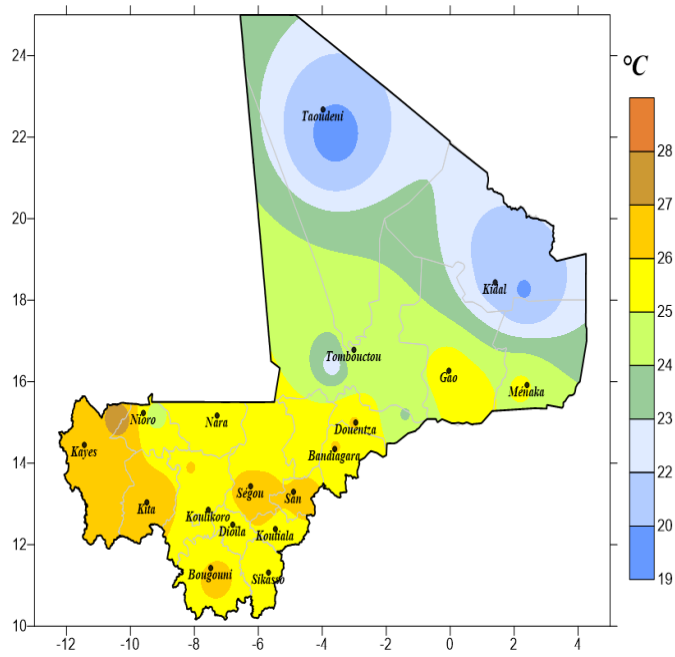 °C
24
22
20
18
16
14
12
10
-12
-10
-8
-6
-4
-2
0
2
4
28
27
26
25
24
23
22
20
19
Taoudeni
Kidal
Tombouctou
Gao
Ménaka
Nioro
Nara
Douentza
Kayes
Bandiagara
Kita
Ségou
San
Koulikoro
Dioïla
Koutiala
Bougouni
Sikasso